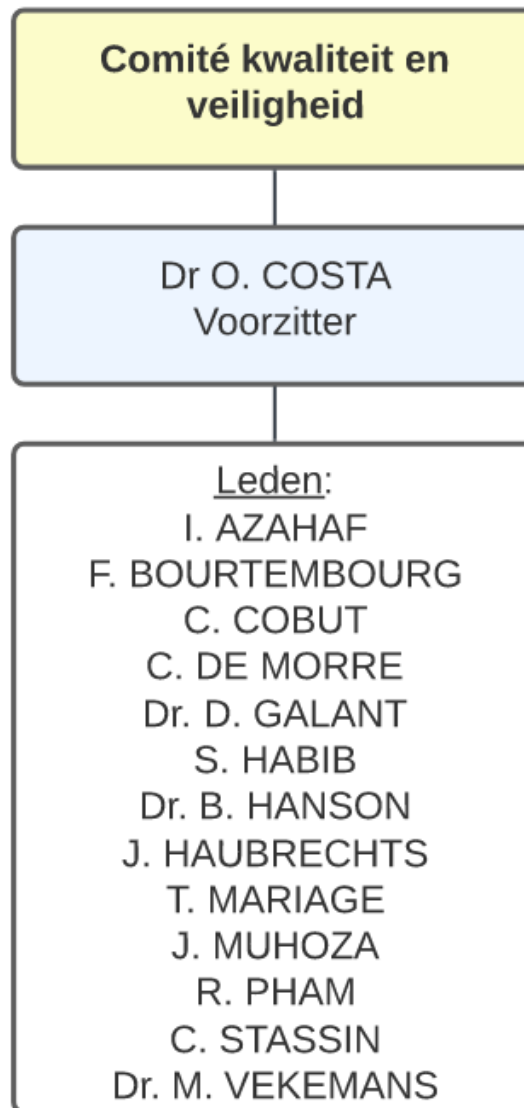 Comité kwaliteit en
veiligheid
Dr O. COSTA
Voorzitter
Leden:
I. AZAHAF
F. BOURTEMBOURG
C. COBUT
C. DE MORRE
Dr. D. GALANT
S. HABIB
Dr. B. HANSON
J. HAUBRECHTS
T. MARIAGE
J. MUHOZA
R. PHAM
C. STASSIN
Dr. M. VEKEMANS